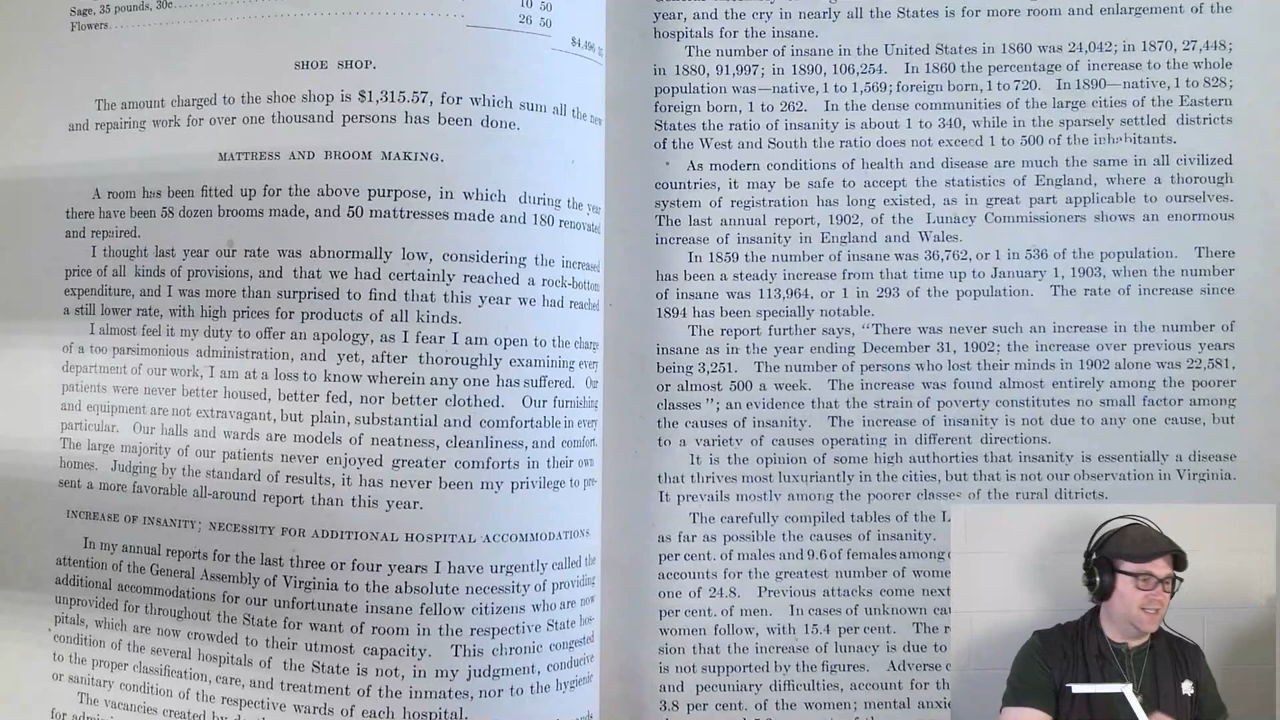 Sage, 35 pounds, 30c. 10 50
Flowers 26 50
$4,496
SHOE SHOP.
The amount charged to the shoe shop is $1,315.57, for which sum all the new
and repairing work for over one thousand persons has been done.
MATTRESS AND BROOM MAKING.
A room has been fitted up for the above purpose, in which during the year
there have been 58 dozen brooms made, and 50 mattresses made and 180 renovated
and repaired.
I thought last year our rate was abnormally low, considering the increased
price of all kinds of provisions, and that we had certainly reached a rock-bottom
expenditure, and I was more than surprised to find that this year we had reached
a still lower rate, with high prices for products of all kinds.
I almost feel it my duty to offer an apology, as I fear I am open to the charge
of a too parsimonious administration, and yet, after thoroughly examining every
department of our work, I am at a loss to know wherein any one has suffered. Our
patients were never better housed, better fed, nor better clothed. Our furnishing
and equipment are not extravagant, but plain, substantial and comfortable in every
particular. Our halls and wards are models of neatness, cleanliness, and comfort.
The large majority of our patients never enjoyed greater comforts in their own
homes. Judging by the standard of results, it has never been my privilege to pre-
sent a more favorable all-around report than this year.
INCREASE OF INSANITY; NECESSITY FOR ADDITIONAL HOSPITAL ACCOMMODATIONS
In my annual reports for the last three or four years I have urgently called the
attention of the General Assembly of Virginia to the absolute necessity of providing
additional accommodations for our unfortunate insane fellow citizens who are now
unprovided for throughout the State for want of room in the respective State hos-
pitals, which are now crowded to their utmost capacity. This chronic congested
condition of the several hospitals of the State is not, in my judgment, conducive
to the proper classification, care, and treatment of the inmates, nor to the hygienic
or sanitary condition of the respective wards of each hospital.
The vacancies created by
year, and the cry in nearly all the States is for more room and enlargement of the
hospitals for the insane.
The number of insane in the United States in 1860 was 24,042; in 1870, 27,448;
in 1880, 91,997; in 1890, 106,254. In 1860 the percentage of increase to the whole
population was—native, 1 to 1,569; foreign born, 1 to 720. In 1890—native, 1 to 828;
foreign born, 1 to 262. In the dense communities of the large cities of the Eastern
States the ratio of insanity is about 1 to 340, while in the sparsely settled districts
of the West and South the ratio does not exceed 1 to 500 of the inhabitants.
As modern conditions of health and disease are much the same in all civilized
countries, it may be safe to accept the statistics of England, where a thorough
system of registration has long existed, as in great part applicable to ourselves.
The last annual report, 1902, of the Lunacy Commissioners shows an enormous
increase of insanity in England and Wales.
In 1859 the number of insane was 36,762, or 1 in 536 of the population. There
has been a steady increase from that time up to January 1, 1903, when the number
of insane was 113,964, or 1 in 293 of the population. The rate of increase since
1894 has been specially notable.
The report further says, "There was never such an increase in the number of
insane as in the year ending December 31, 1902; the increase over previous years
being 3,251. The number of persons who lost their minds in 1902 alone was 22,581,
or almost 500 a week. The increase was found almost entirely among the poorer
classes"; an evidence that the strain of poverty constitutes no small factor among
the causes of insanity. The increase of insanity is not due to any one cause, but
to a variety of causes operating in different directions.
It is the opinion of some high authorties that insanity is essentially a disease
that thrives most luxuriantly in the cities, but that is not our observation in Virginia.
It prevails mostly among the poorer classes of the rural ditricts.
The carefully compiled tables of the L
as far as possible the causes of insanity.
per cent. of males and 9.6 of females among
accounts for the greatest number of wome
one of 24.8. Previous attacks come next
per cent. of men. In cases of unknown cau
women follow, with 15.4 per cent. The r
sion that the increase of lunacy is due to
is not supported by the figures. Adverse c
and pecuniary difficulties, account for th
3.8 per cent. of the women; mental anxie